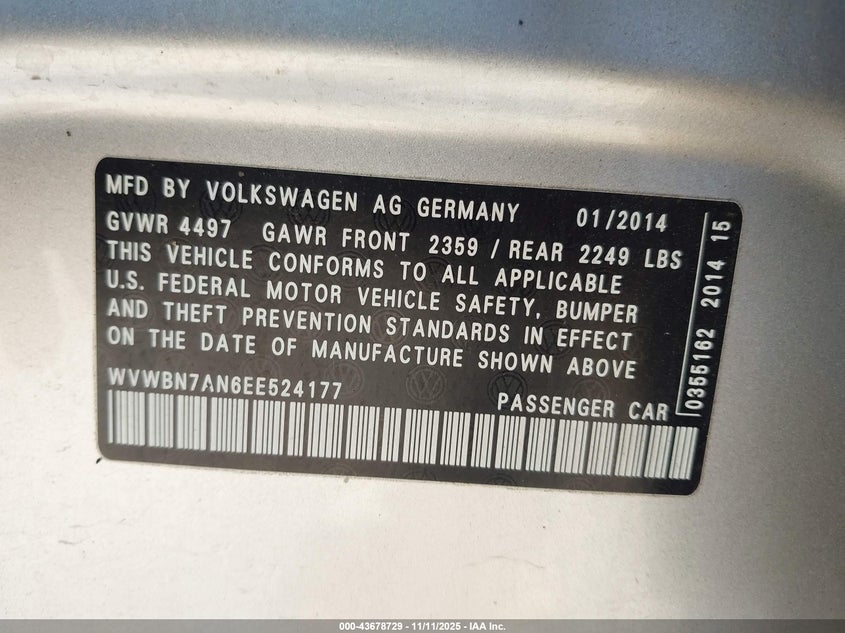 MFD BY VOLKSWAGEN AG GERMANY 01/2014
GVWR 4497 GAWR FRONT 2359 / REAR 2249 LBS
THIS VEHICLE CONFORMS TO ALL APPLICABLE
U.S. FEDERAL MOTOR VEHICLE SAFETY, BUMPER
AND THEFT PREVENTION STANDARDS IN EFFECT
ON THE DATE OF MANUFACTURE SHOWN ABOVE
WVWBN7AN6EE524177 PASSENGER CAR
0355162 2014 15
000-43678729 - 11/11/2025 - IAA Inc.